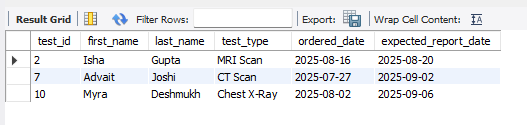 Result Grid Filter Rows: Export: Wrap Cell Content: IA
test_id first_name last_name test_type ordered_date expected_report_date
2 Isha Gupta MRI Scan 2025-08-16 2025-08-20
7 Advait Joshi CT Scan 2025-07-27 2025-09-02
10 Myra Deshmukh Chest X-Ray 2025-08-02 2025-09-06